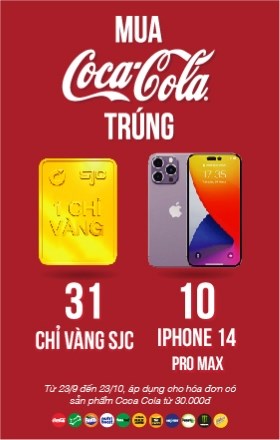 MUA
Coca-Cola
TRÚNG
sjc
1 CHỈ
VÀNG
17:35
31
CHỈ VÀNG SJC
10
IPHONE 14
PRO MAX
Từ 23/9 đến 23/10, áp dụng cho hóa đơn có
sản phẩm Coca Cola từ 30.000đ